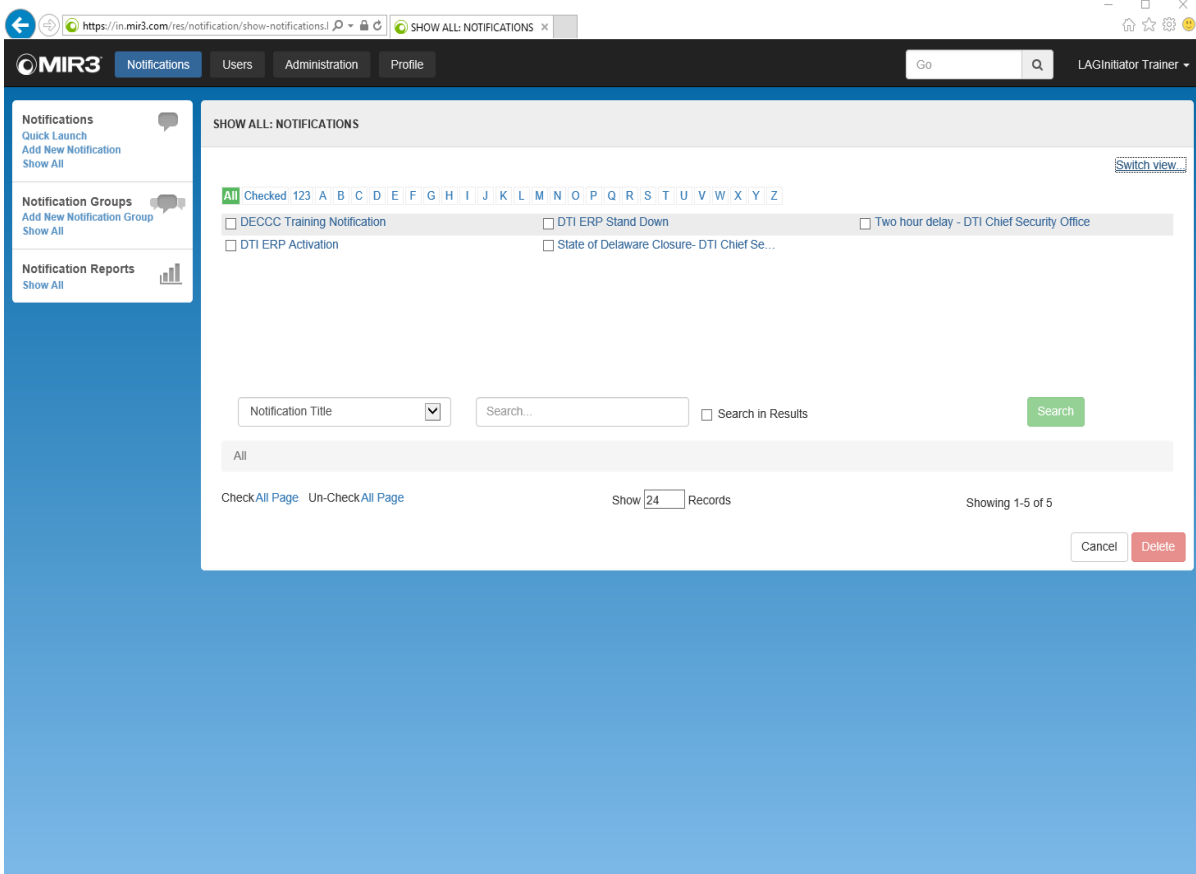 https://in.mir3.com/res/notification/show-notifications.l
SHOW ALL: NOTIFICATIONS
MIR3 Notifications Users Administration Profile Go LAGInitiator Trainer
Notifications
Quick Launch
Add New Notification
Show All
Notification Groups
Add New Notification Group
Show All
Notification Reports
Show All
SHOW ALL: NOTIFICATIONS
Switch view...
All Checked 123 A B C D E F G H I J K L M N O P Q R S T U V W X Y Z
DECCC Training Notification DTI ERP Stand Down Two hour delay - DTI Chief Security Office
DTI ERP Activation State of Delaware Closure- DTI Chief Se...
Notification Title Search... Search in Results Search
All
Check All Page Un-Check All Page Show 24 Records Showing 1-5 of 5
Cancel Delete